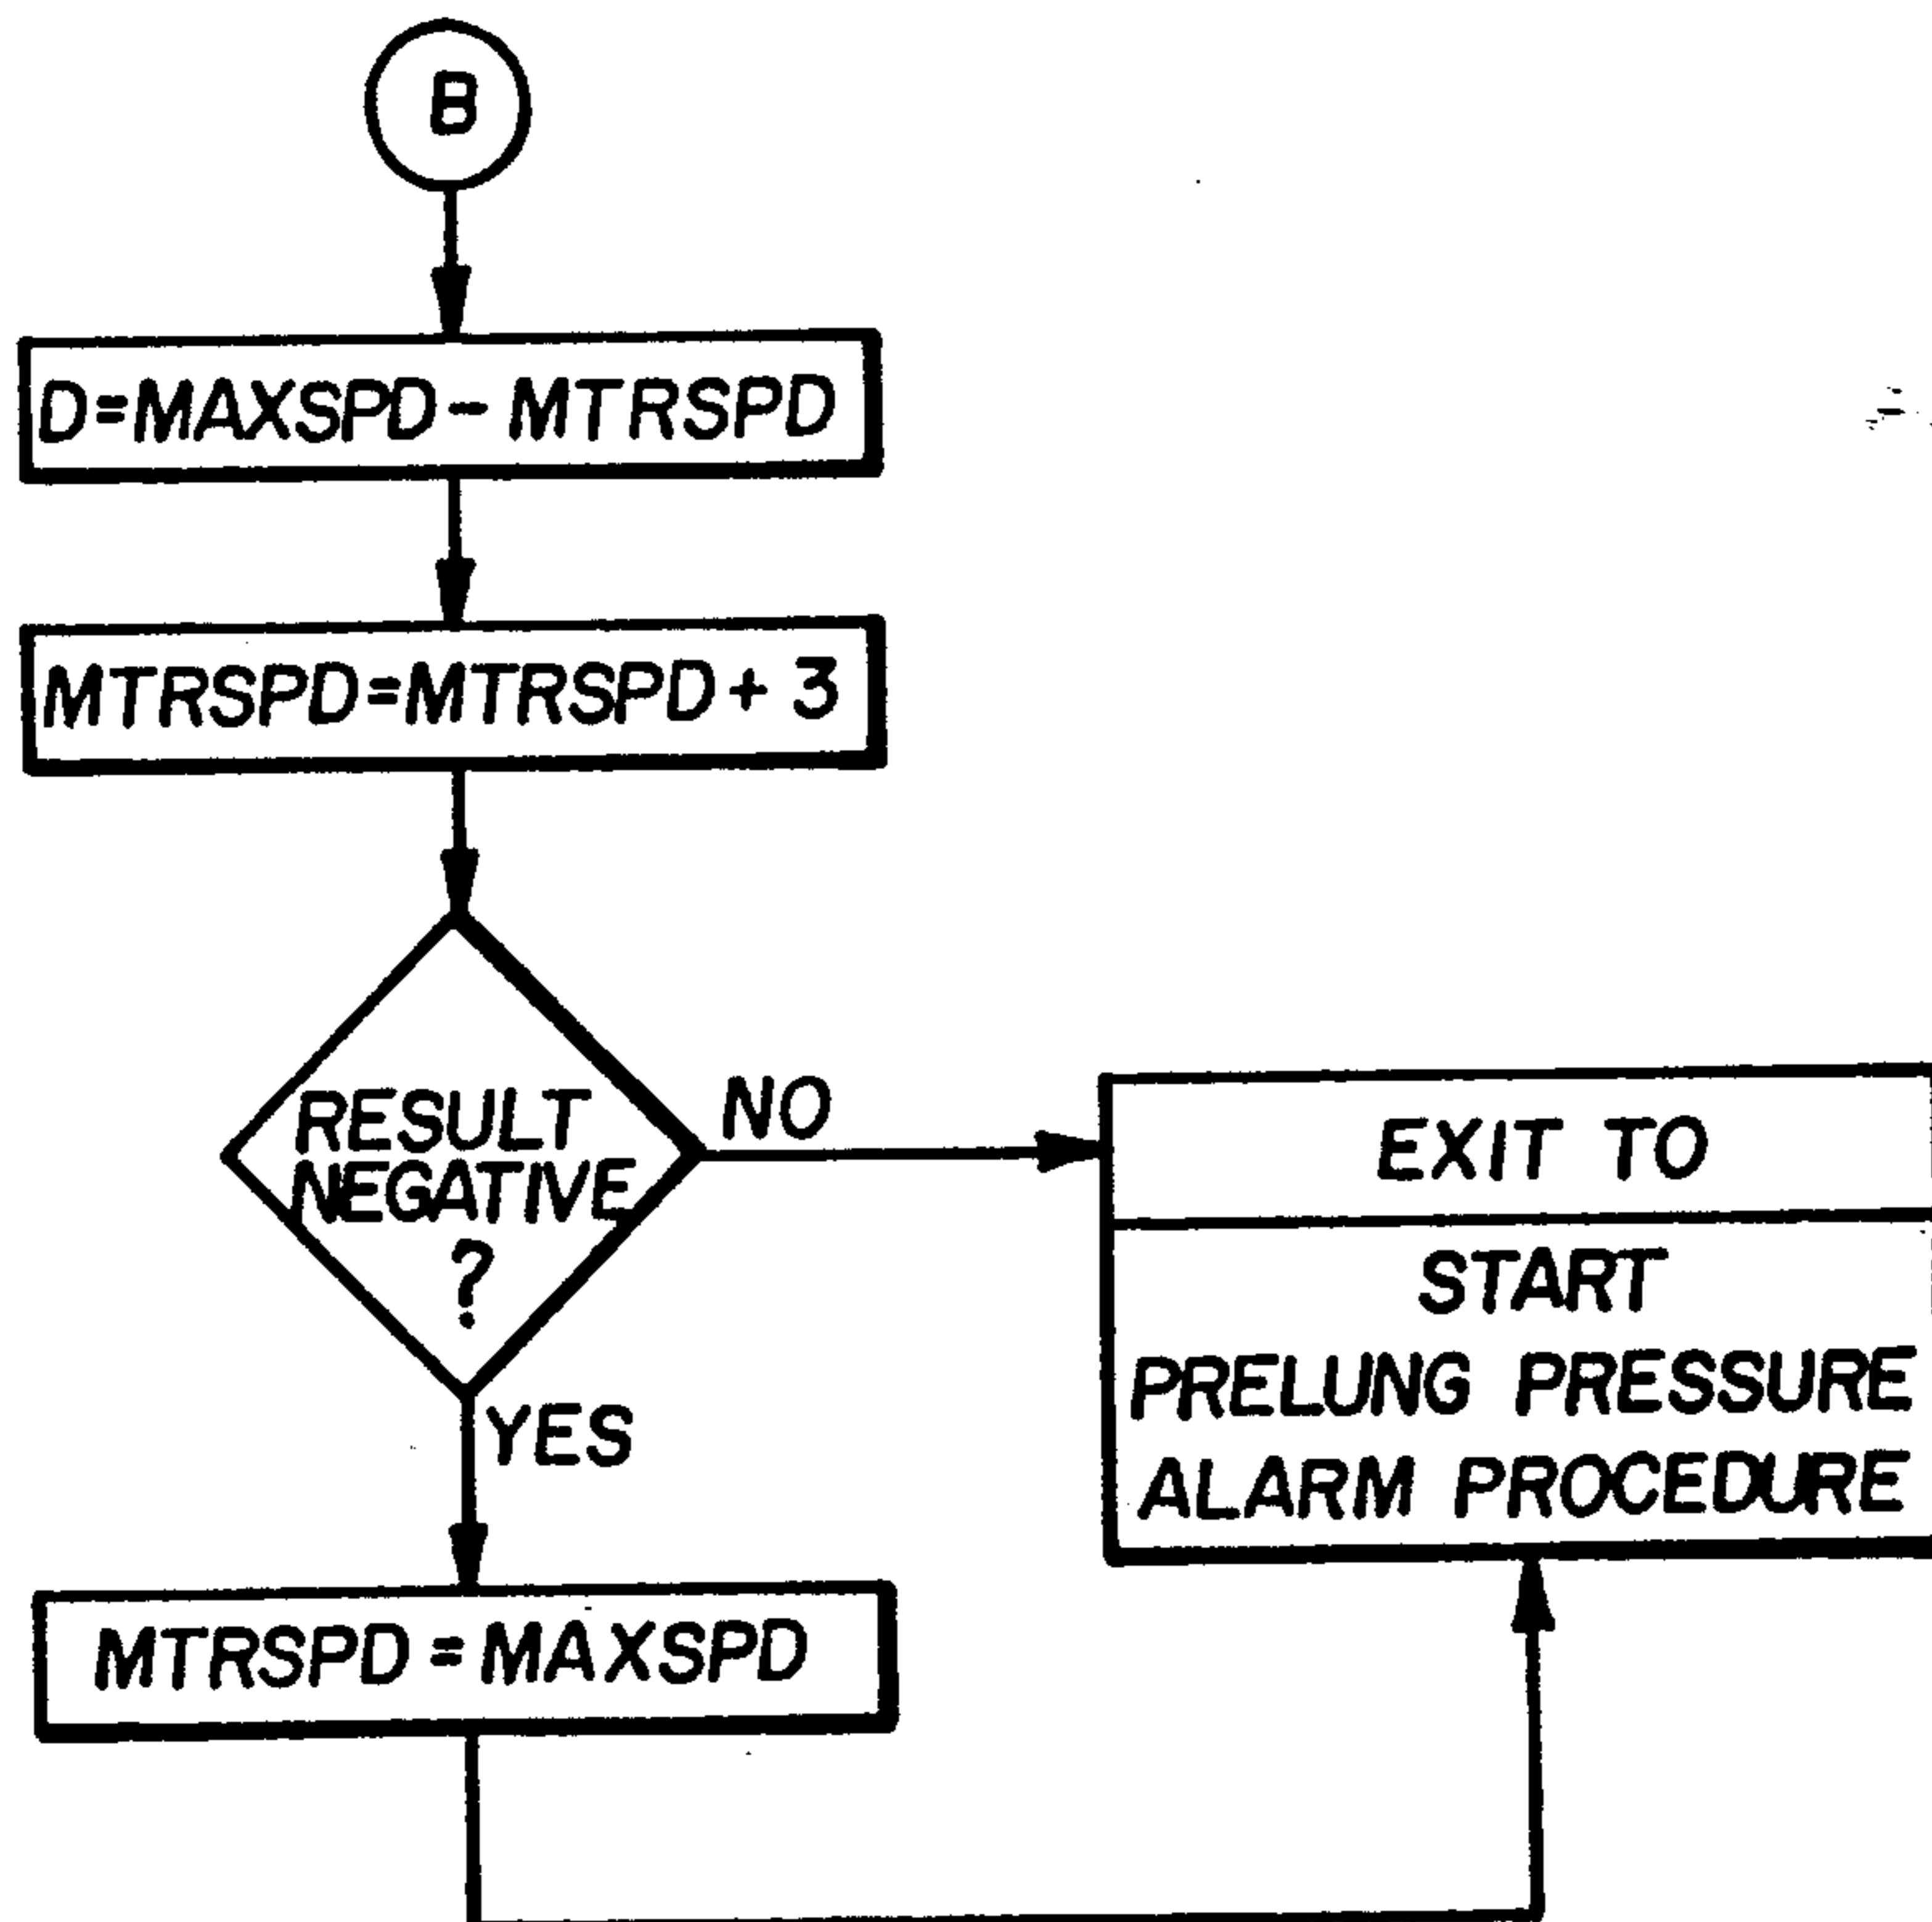 B
D=MAXSPD- MTRSPD
MTRSPD=MTRSPD+ 3
RESULT
NEGATIVE
?
NO
YES
MTRSPD = MAXSPD
EXIT TO
START
PRELUNG PRESSURE
ALARM PROCEDURE